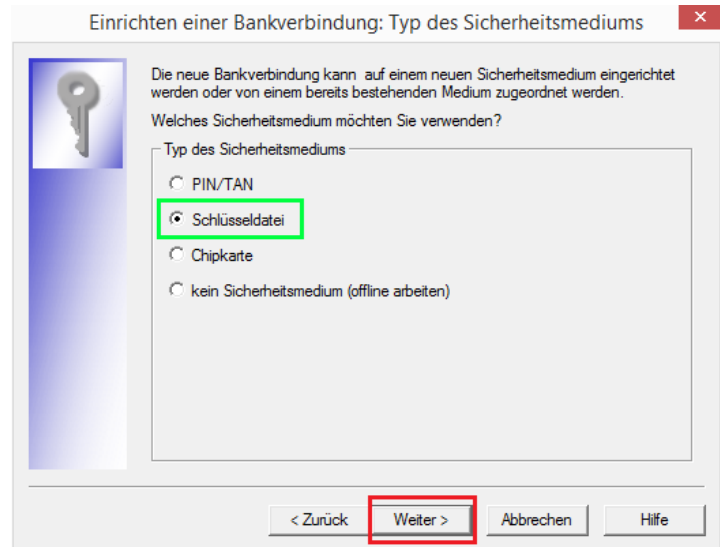 Einrichten einer Bankverbindung: Typ des Sicherheitsmediums
Die neue Bankverbindung kann auf einem neuen Sicherheitsmedium eingerichtet
werden oder von einem bereits bestehenden Medium zugeordnet werden.
Welches Sicherheitsmedium möchten Sie verwenden?
Typ des Sicherheitsmediums
PIN/TAN
Schlüsseldatei
Chipkarte
kein Sicherheitsmedium (offline arbeiten)
< Zurück Weiter > Abbrechen Hilfe